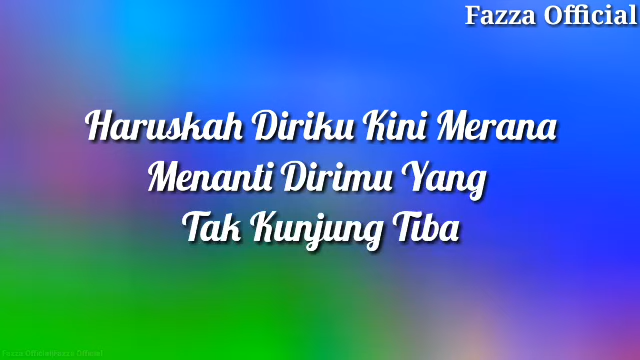 Fazza Official
Haruskah Diriku Kini Merana
Menanti Dirimu Yang
Tak Kunjung Tiba